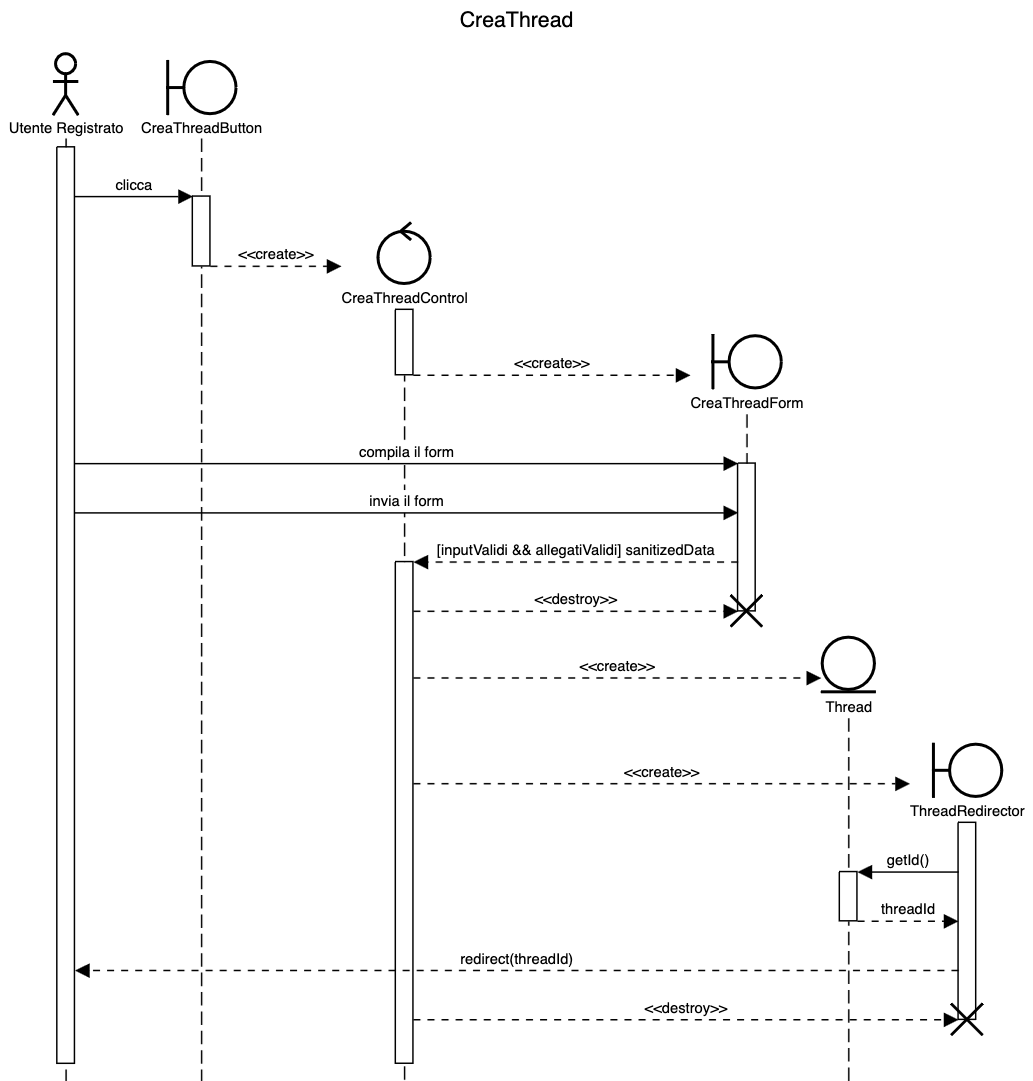 CreaThread
Utente Registrato
CreaThreadButton
clicca
<<create>>
CreaThreadControl
<<create>>
CreaThreadForm
compila il form
invia il form
[inputValidi && allegatiValidi] sanitizedData
<<destroy>>
<<create>>
Thread
<<create>>
ThreadRedirector
getId()
threadId
redirect(threadId)
<<destroy>>